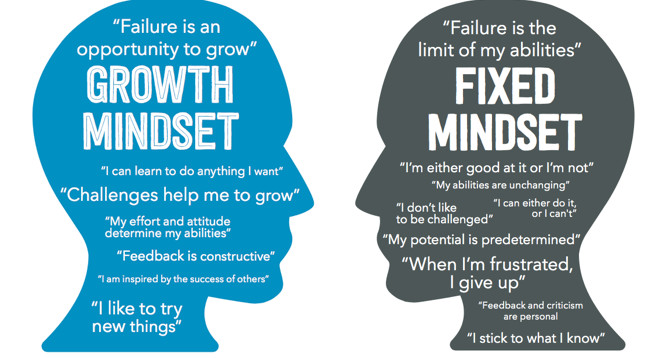 “Failure is an
opportunity to grow”
GROWTH
MINDSET
“I can learn to do anything I want”
“Challenges help me to grow”
“My effort and attitude
determine my abilities”
“Feedback is constructive”
“I am inspired by the success of others”
“I like to try
new things”
“Failure is the
limit of my abilities”
FIXED
MINDSET
“I’m either good at it or I’m not”
“My abilities are unchanging”
“I don’t like
to be challenged”
“I can either do it,
or I can’t”
“My potential is predetermined”
“When I’m frustrated,
I give up”
“Feedback and criticism
are personal
“I stick to what I know”